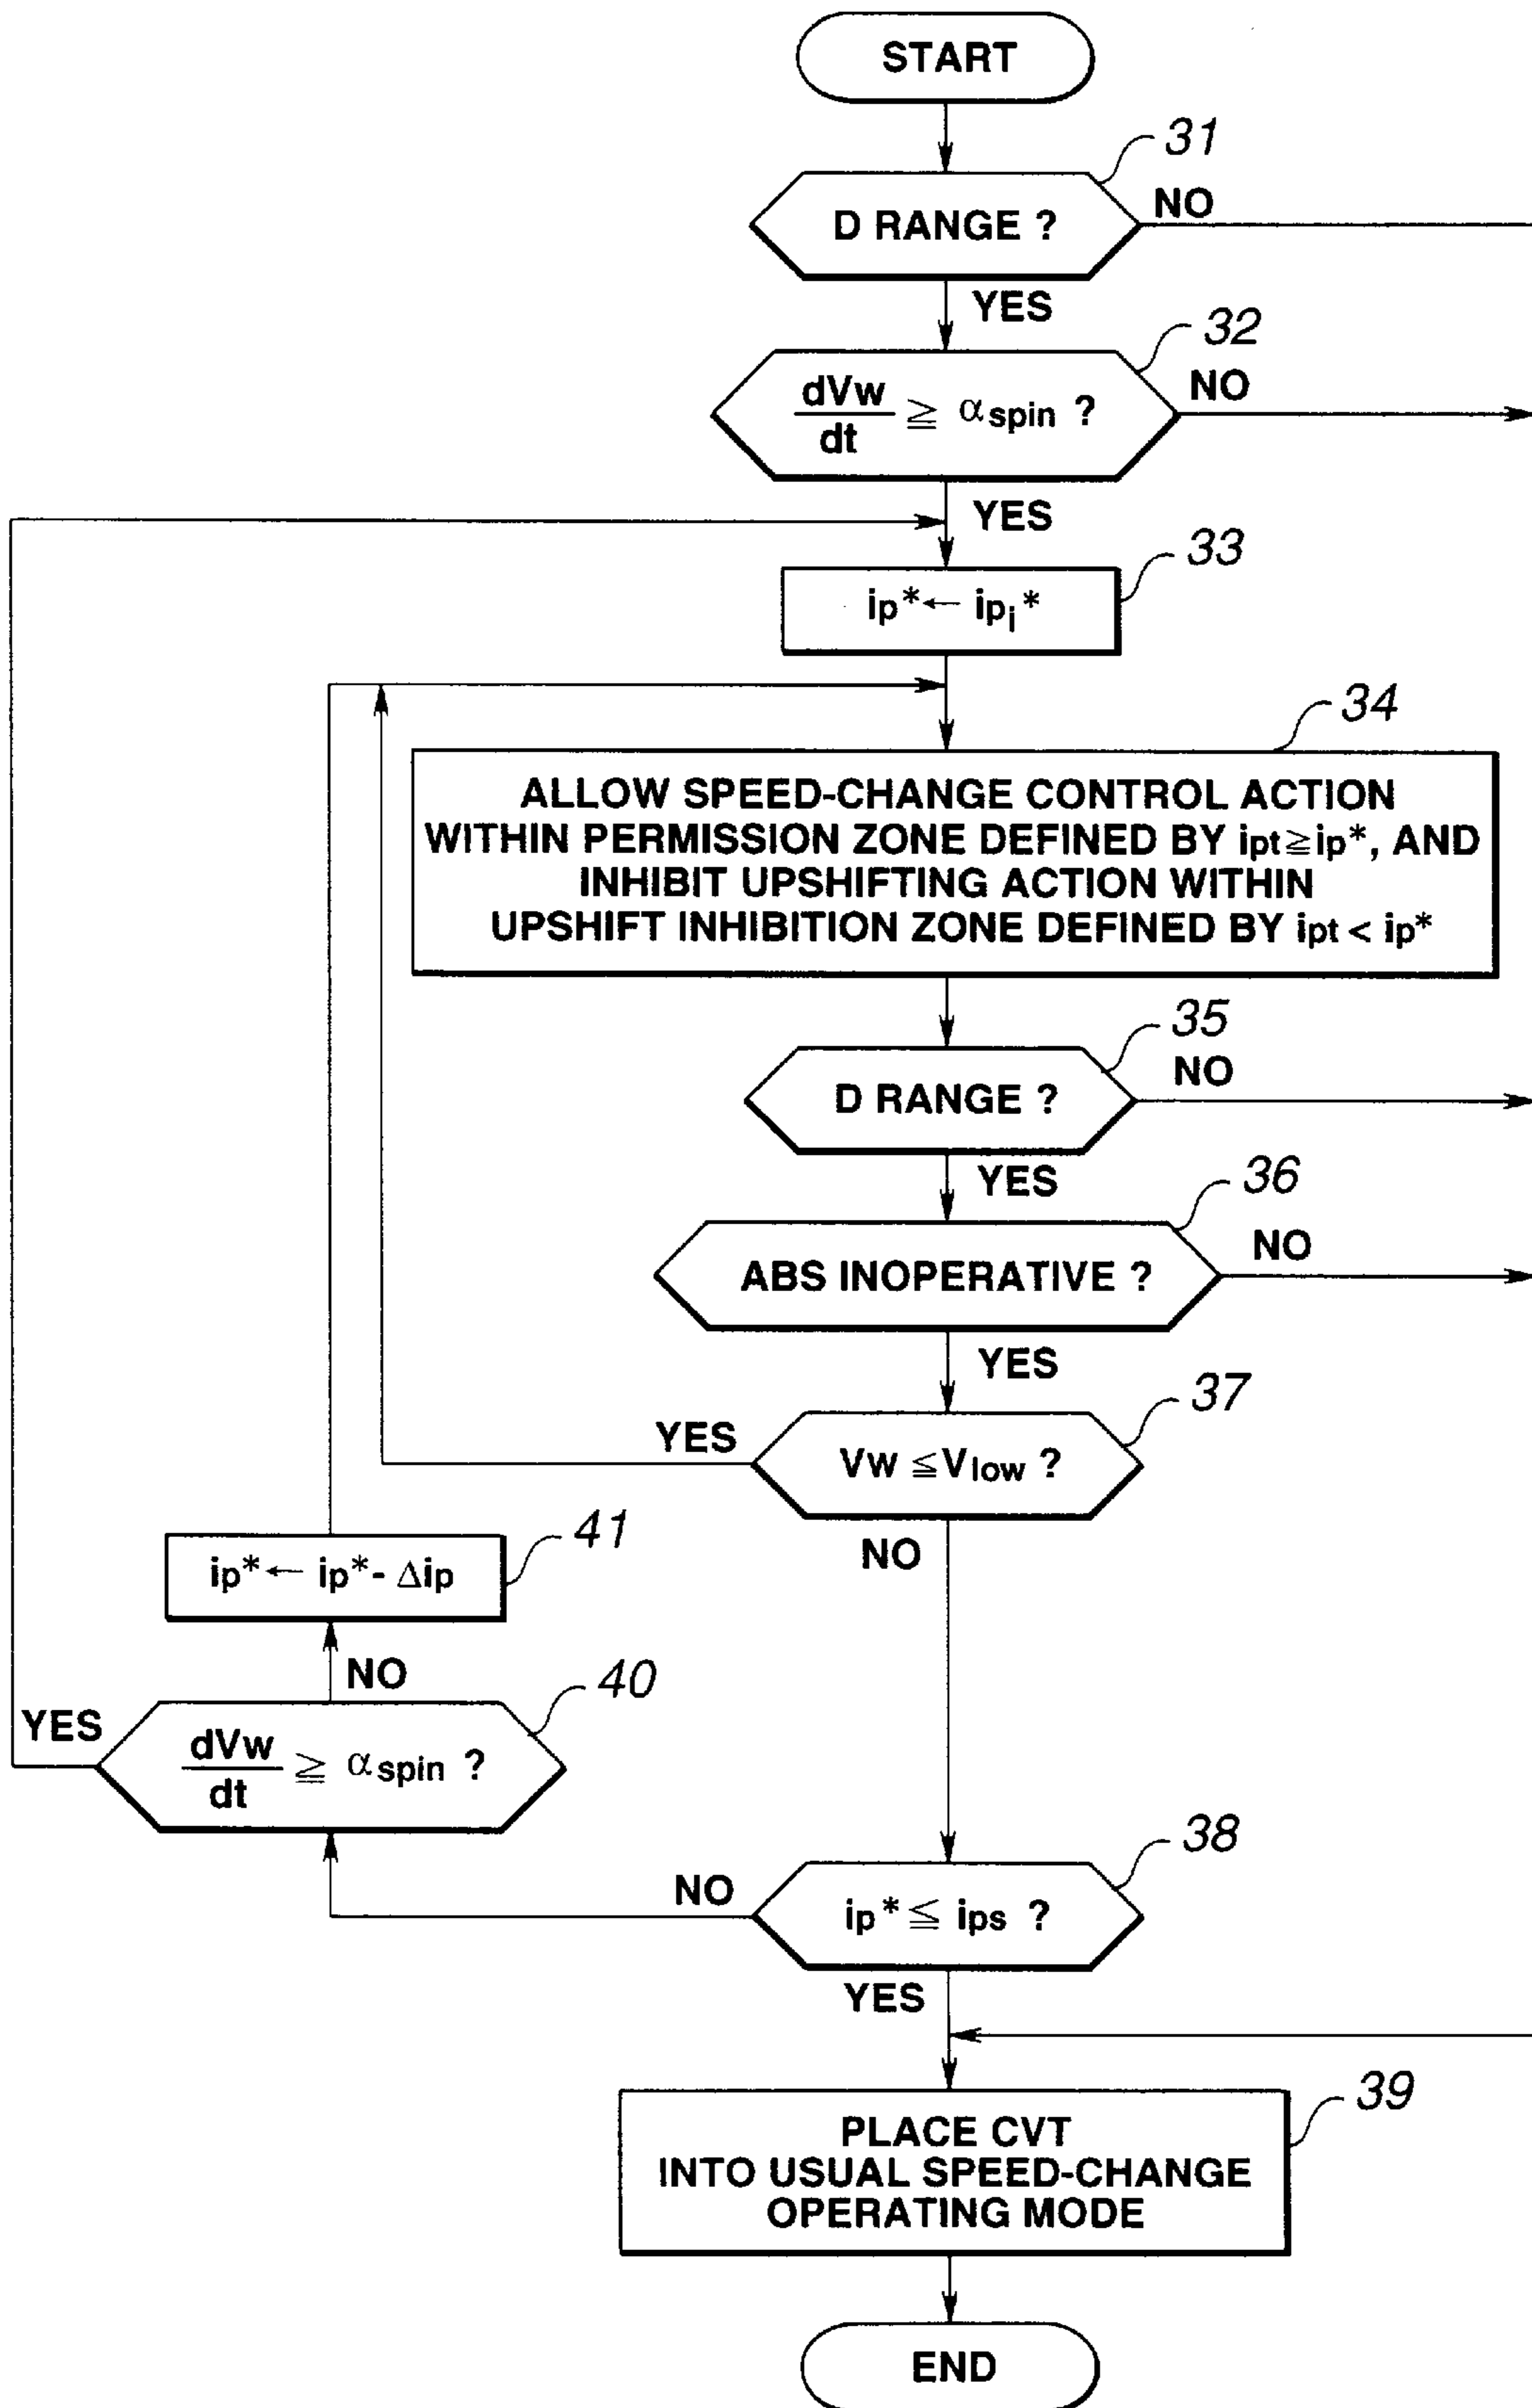 START
31
D RANGE ?
NO
YES
32
dVw
dt
≧ αspin ?
NO
YES
33
ip* ← ipi*
34
ALLOW SPEED-CHANGE CONTROL ACTION
WITHIN PERMISSION ZONE DEFINED BY ipt≧ip*, AND
INHIBIT UPSHIFTING ACTION WITHIN
UPSHIFT INHIBITION ZONE DEFINED BY ipt < ip*
35
D RANGE ?
NO
YES
36
ABS INOPERATIVE ?
NO
YES
37
YES
Vw ≦ Vlow ?
NO
41
ip* ← ip* - Δip
NO
40
YES
dVw
dt
≧ αspin ?
38
NO
ip* ≦ ips ?
YES
39
PLACE CVT
INTO USUAL SPEED-CHANGE
OPERATING MODE
END